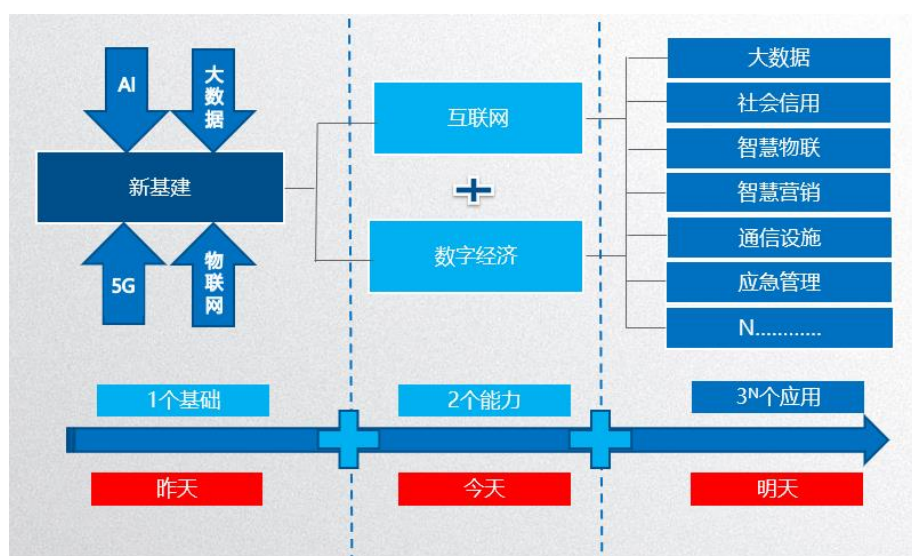 AI
大数据
新基建
5G
物联网
互联网
数字经济
大数据
社会信用
智慧物联
智慧营销
通信设施
应急管理
N............
1个基础
2个能力
3ᴺ个应用
昨天
今天
明天